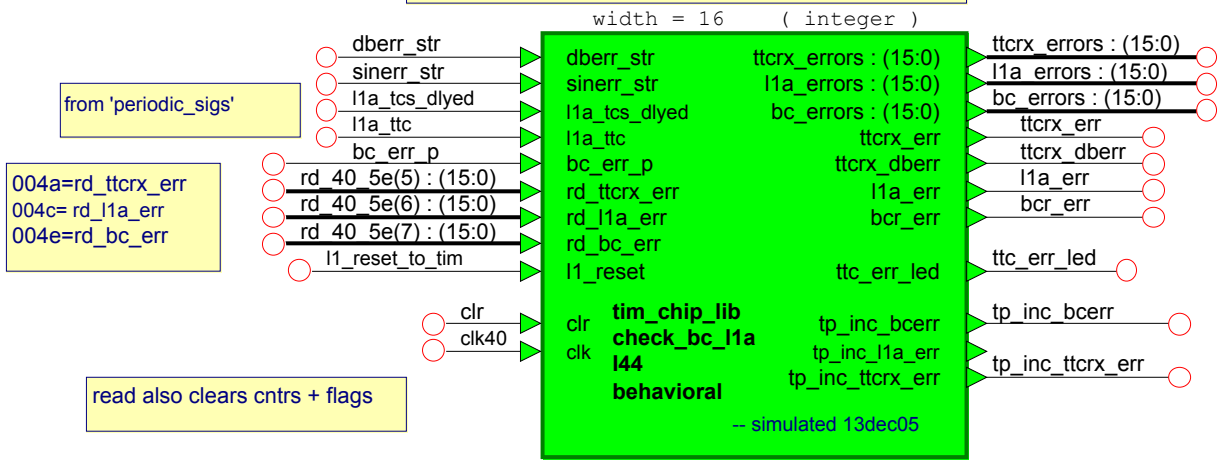 width = 16 ( integer )
dberr_str
sinerr_str
l1a_tcs_dlyed
l1a_ttc
bc_err_p
rd_40_5e(5) : (15:0)
rd_40_5e(6) : (15:0)
rd_40_5e(7) : (15:0)
l1_reset_to_tim
clr
clk40
from 'periodic_sigs'
004a=rd_ttcrx_err
004c= rd_l1a_err
004e=rd_bc_err
read also clears cntrs + flags
dberr_str
sinerr_str
l1a_tcs_dlyed
l1a_ttc
bc_err_p
rd_ttcrx_err
rd_l1a_err
rd_bc_err
l1_reset
clr
clk
tim_chip_lib
check_bc_l1a
I44
behavioral
-- simulated 13dec05
ttcrx_errors : (15:0)
l1a_errors : (15:0)
bc_errors : (15:0)
ttcrx_err
ttcrx_dberr
l1a_err
bcr_err
ttc_err_led
tp_inc_bcerr
tp_inc_l1a_err
tp_inc_ttcrx_err
ttcrx_errors : (15:0)
l1a_errors : (15:0)
bc_errors : (15:0)
ttcrx_err
ttcrx_dberr
l1a_err
bcr_err
ttc_err_led
tp_inc_bcerr
tp_inc_ttcrx_err